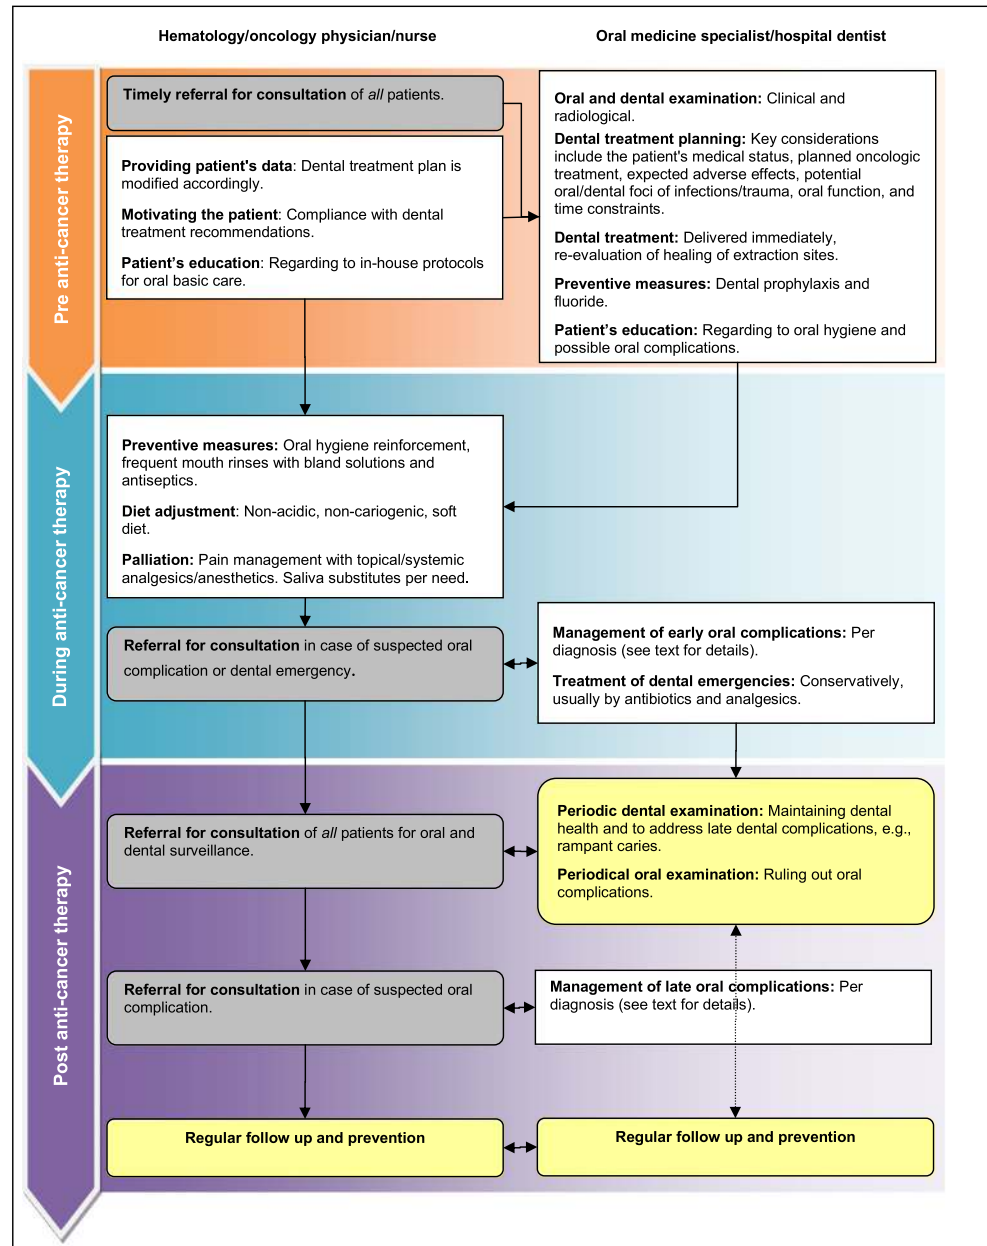 Hematology/oncology physician/nurse
Oral medicine specialist/hospital dentist
Pre anti-cancer therapy
Timely referral for consultation of all patients.
Providing patient's data: Dental treatment plan is
modified accordingly.
Motivating the patient: Compliance with dental
treatment recommendations.
Patient’s education: Regarding to in-house protocols
for oral basic care.
Oral and dental examination: Clinical and
radiological.
Dental treatment planning: Key considerations
include the patient's medical status, planned oncologic
treatment, expected adverse effects, potential
oral/dental foci of infections/trauma, oral function, and
time constraints.
Dental treatment: Delivered immediately,
re-evaluation of healing of extraction sites.
Preventive measures: Dental prophylaxis and
fluoride.
Patient’s education: Regarding to oral hygiene and
possible oral complications.
During anti-cancer therapy
Preventive measures: Oral hygiene reinforcement,
frequent mouth rinses with bland solutions and
antiseptics.
Diet adjustment: Non-acidic, non-cariogenic, soft
diet.
Palliation: Pain management with topical/systemic
analgesics/anesthetics. Saliva substitutes per need.
Referral for consultation in case of suspected oral
complication or dental emergency.
Management of early oral complications: Per
diagnosis (see text for details).
Treatment of dental emergencies: Conservatively,
usually by antibiotics and analgesics.
Post anti-cancer therapy
Referral for consultation of all patients for oral and
dental surveillance.
Periodic dental examination: Maintaining dental
health and to address late dental complications, e.g.,
rampant caries.
Periodical oral examination: Ruling out oral
complications.
Referral for consultation in case of suspected oral
complication.
Management of late oral complications: Per
diagnosis (see text for details).
Regular follow up and prevention
Regular follow up and prevention